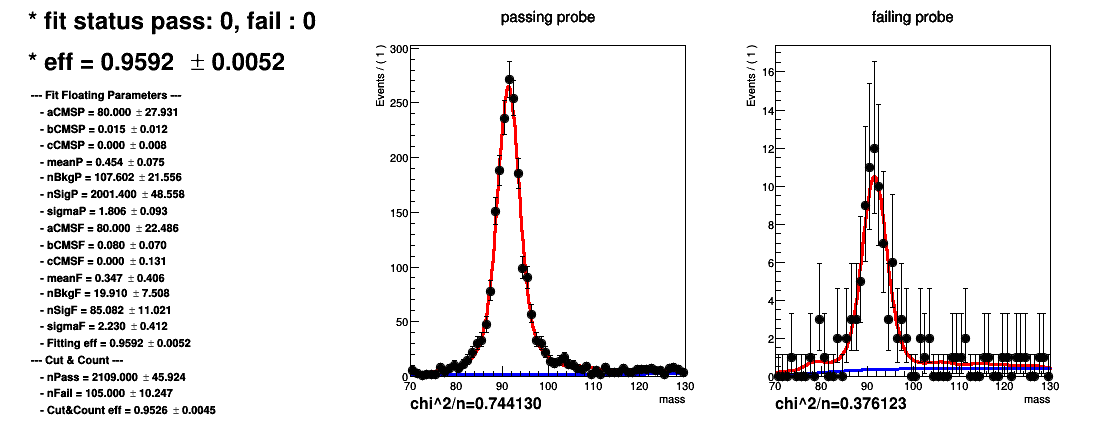 * fit status pass: 0, fail : 0
* eff = 0.9592 ± 0.0052
--- Fit Floating Parameters ---
- aCMSP = 80.000 ± 27.931
- bCMSP = 0.015 ± 0.012
- cCMSP = 0.000 ± 0.008
- meanP = 0.454 ± 0.075
- nBkgP = 107.602 ± 21.556
- nSigP = 2001.400 ± 48.558
- sigmaP = 1.806 ± 0.093
- aCMSF = 80.000 ± 22.486
- bCMSF = 0.080 ± 0.070
- cCMSF = 0.000 ± 0.131
- meanF = 0.347 ± 0.406
- nBkgF = 19.910 ± 7.508
- nSigF = 85.082 ± 11.021
- sigmaF = 2.230 ± 0.412
- Fitting eff = 0.9592 ± 0.0052
--- Cut & Count ---
- nPass = 2109.000 ± 45.924
- nFail = 105.000 ± 10.247
- Cut&Count eff = 0.9526 ± 0.0045
passing probe
Events / ( 1 )
300
250
200
150
100
50
0
70 80 90 100 110 120 130
mass
chi^2/n=0.744130
failing probe
Events / ( 1 )
16
14
12
10
8
6
4
2
0
70 80 90 100 110 120 130
mass
chi^2/n=0.376123